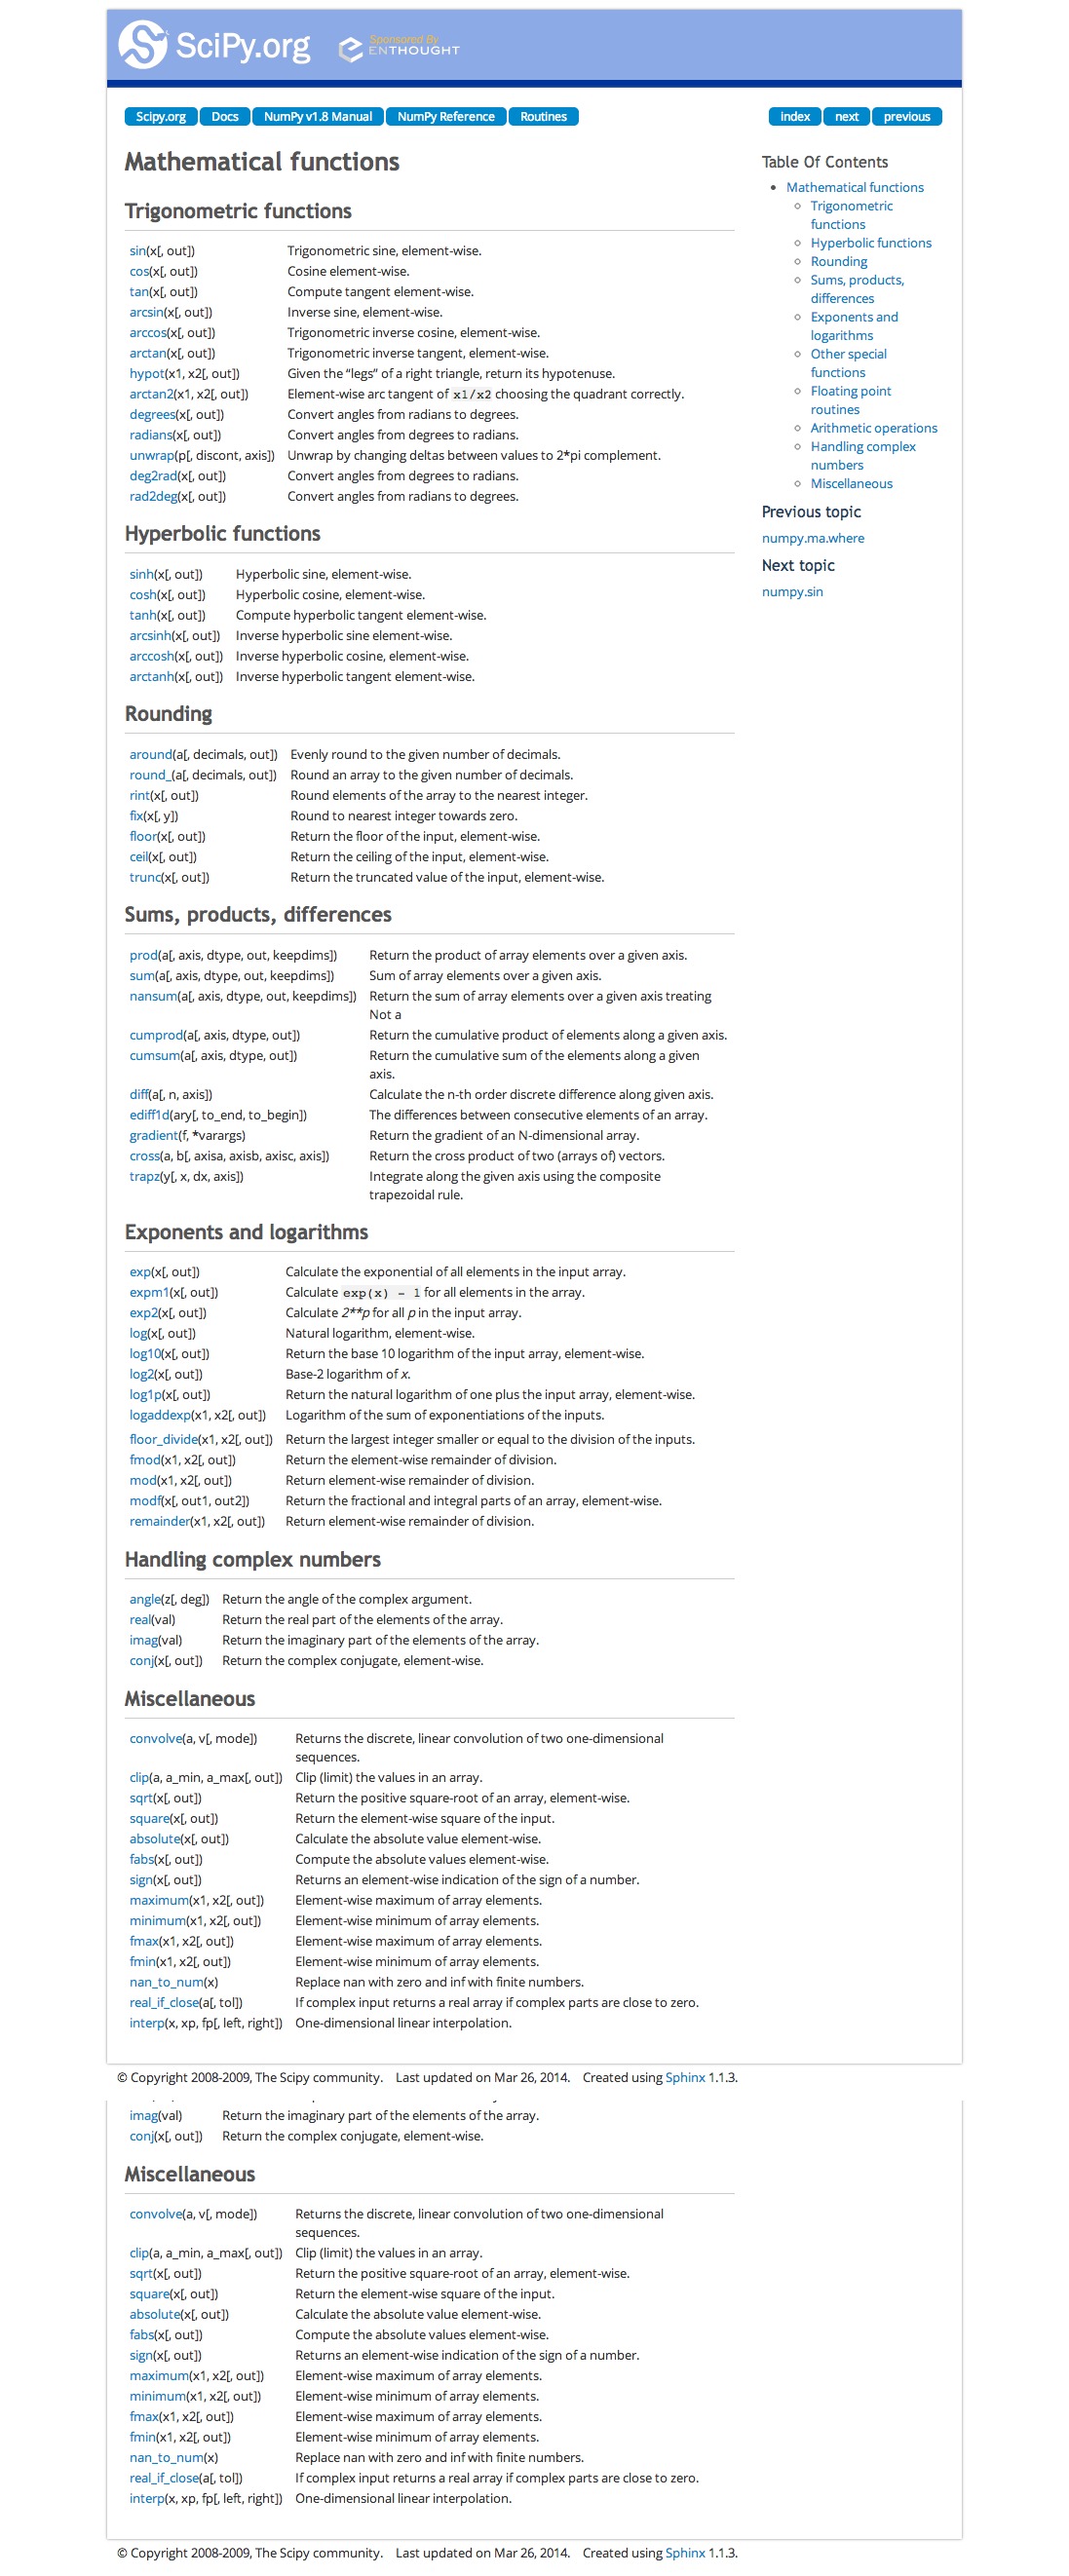 SciPy.org
Sponsored By
ENTHOUGHT
Scipy.org Docs NumPy v1.8 Manual NumPy Reference Routines
index next previous
Mathematical functions
Trigonometric functions
sin(x[, out]) Trigonometric sine, element-wise.
cos(x[, out]) Cosine element-wise.
tan(x[, out]) Compute tangent element-wise.
arcsin(x[, out]) Inverse sine, element-wise.
arccos(x[, out]) Trigonometric inverse cosine, element-wise.
arctan(x[, out]) Trigonometric inverse tangent, element-wise.
hypot(x1, x2[, out]) Given the “legs” of a right triangle, return its hypotenuse.
arctan2(x1, x2[, out]) Element-wise arc tangent of x1/x2 choosing the quadrant correctly.
degrees(x[, out]) Convert angles from radians to degrees.
radians(x[, out]) Convert angles from degrees to radians.
unwrap(p[, discont, axis]) Unwrap by changing deltas between values to 2*pi complement.
deg2rad(x[, out]) Convert angles from degrees to radians.
rad2deg(x[, out]) Convert angles from radians to degrees.
Hyperbolic functions
sinh(x[, out]) Hyperbolic sine, element-wise.
cosh(x[, out]) Hyperbolic cosine, element-wise.
tanh(x[, out]) Compute hyperbolic tangent element-wise.
arcsinh(x[, out]) Inverse hyperbolic sine element-wise.
arccosh(x[, out]) Inverse hyperbolic cosine, element-wise.
arctanh(x[, out]) Inverse hyperbolic tangent element-wise.
Rounding
around(a[, decimals, out]) Evenly round to the given number of decimals.
round_(a[, decimals, out]) Round an array to the given number of decimals.
rint(x[, out]) Round elements of the array to the nearest integer.
fix(x[, y]) Round to nearest integer towards zero.
floor(x[, out]) Return the floor of the input, element-wise.
ceil(x[, out]) Return the ceiling of the input, element-wise.
trunc(x[, out]) Return the truncated value of the input, element-wise.
Sums, products, differences
prod(a[, axis, dtype, out, keepdims]) Return the product of array elements over a given axis.
sum(a[, axis, dtype, out, keepdims]) Sum of array elements over a given axis.
nansum(a[, axis, dtype, out, keepdims]) Return the sum of array elements over a given axis treating
Not a
cumprod(a[, axis, dtype, out]) Return the cumulative product of elements along a given axis.
cumsum(a[, axis, dtype, out]) Return the cumulative sum of the elements along a given
axis.
diff(a[, n, axis]) Calculate the n-th order discrete difference along given axis.
ediff1d(ary[, to_end, to_begin]) The differences between consecutive elements of an array.
gradient(f, *varargs) Return the gradient of an N-dimensional array.
cross(a, b[, axisa, axisb, axisc, axis]) Return the cross product of two (arrays of) vectors.
trapz(y[, x, dx, axis]) Integrate along the given axis using the composite
trapezoidal rule.
Exponents and logarithms
exp(x[, out]) Calculate the exponential of all elements in the input array.
expm1(x[, out]) Calculate exp(x) - 1 for all elements in the array.
exp2(x[, out]) Calculate 2**p for all p in the input array.
log(x[, out]) Natural logarithm, element-wise.
log10(x[, out]) Return the base 10 logarithm of the input array, element-wise.
log2(x[, out]) Base-2 logarithm of x.
log1p(x[, out]) Return the natural logarithm of one plus the input array, element-wise.
logaddexp(x1, x2[, out]) Logarithm of the sum of exponentiations of the inputs.
floor_divide(x1, x2[, out]) Return the largest integer smaller or equal to the division of the inputs.
fmod(x1, x2[, out]) Return the element-wise remainder of division.
mod(x1, x2[, out]) Return element-wise remainder of division.
modf(x[, out1, out2]) Return the fractional and integral parts of an array, element-wise.
remainder(x1, x2[, out]) Return element-wise remainder of division.
Handling complex numbers
angle(z[, deg]) Return the angle of the complex argument.
real(val) Return the real part of the elements of the array.
imag(val) Return the imaginary part of the elements of the array.
conj(x[, out]) Return the complex conjugate, element-wise.
Miscellaneous
convolve(a, v[, mode]) Returns the discrete, linear convolution of two one-dimensional
sequences.
clip(a, a_min, a_max[, out]) Clip (limit) the values in an array.
sqrt(x[, out]) Return the positive square-root of an array, element-wise.
square(x[, out]) Return the element-wise square of the input.
absolute(x[, out]) Calculate the absolute value element-wise.
fabs(x[, out]) Compute the absolute values element-wise.
sign(x[, out]) Returns an element-wise indication of the sign of a number.
maximum(x1, x2[, out]) Element-wise maximum of array elements.
minimum(x1, x2[, out]) Element-wise minimum of array elements.
fmax(x1, x2[, out]) Element-wise maximum of array elements.
fmin(x1, x2[, out]) Element-wise minimum of array elements.
nan_to_num(x) Replace nan with zero and inf with finite numbers.
real_if_close(a[, tol]) If complex input returns a real array if complex parts are close to zero.
interp(x, xp, fp[, left, right]) One-dimensional linear interpolation.
Table Of Contents
Mathematical functions
Trigonometric
functions
Hyperbolic functions
Rounding
Sums, products,
differences
Exponents and
logarithms
Other special
functions
Floating point
routines
Arithmetic operations
Handling complex
numbers
Miscellaneous
Previous topic
numpy.ma.where
Next topic
numpy.sin
© Copyright 2008-2009, The Scipy community. Last updated on Mar 26, 2014. Created using Sphinx 1.1.3.
imag(val) Return the imaginary part of the elements of the array.
conj(x[, out]) Return the complex conjugate, element-wise.
Miscellaneous
convolve(a, v[, mode]) Returns the discrete, linear convolution of two one-dimensional
sequences.
clip(a, a_min, a_max[, out]) Clip (limit) the values in an array.
sqrt(x[, out]) Return the positive square-root of an array, element-wise.
square(x[, out]) Return the element-wise square of the input.
absolute(x[, out]) Calculate the absolute value element-wise.
fabs(x[, out]) Compute the absolute values element-wise.
sign(x[, out]) Returns an element-wise indication of the sign of a number.
maximum(x1, x2[, out]) Element-wise maximum of array elements.
minimum(x1, x2[, out]) Element-wise minimum of array elements.
fmax(x1, x2[, out]) Element-wise maximum of array elements.
fmin(x1, x2[, out]) Element-wise minimum of array elements.
nan_to_num(x) Replace nan with zero and inf with finite numbers.
real_if_close(a[, tol]) If complex input returns a real array if complex parts are close to zero.
interp(x, xp, fp[, left, right]) One-dimensional linear interpolation.
© Copyright 2008-2009, The Scipy community. Last updated on Mar 26, 2014. Created using Sphinx 1.1.3.